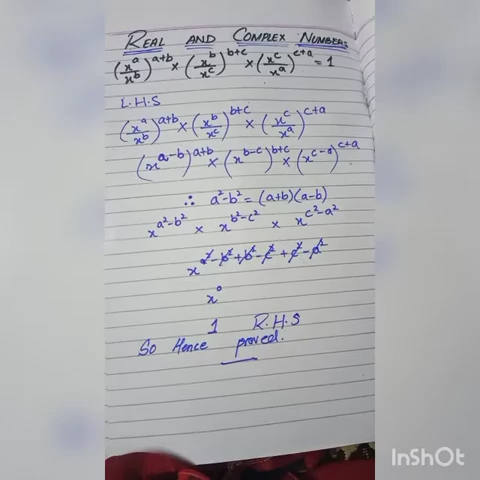 REAL AND COMPLEX NUMBERS
(x^a/x^b)^a+b × (x^b/x^c)^b+c × (x^c/x^a)^c+a = 1
L.H.S
(x^a/x^b)^a+b × (x^b/x^c)^b+c × (x^c/x^a)^c+a
(x^a-b)^a+b × (x^b-c)^b+c × (x^c-a)^c+a
∴ a²-b² = (a+b)(a-b)
x^a²-b² × x^b²-c² × x^c²-a²
x^a²-b²+b²-c²+c²-a²
x^0
1 R.H.S
So Hence proved.
InShOt